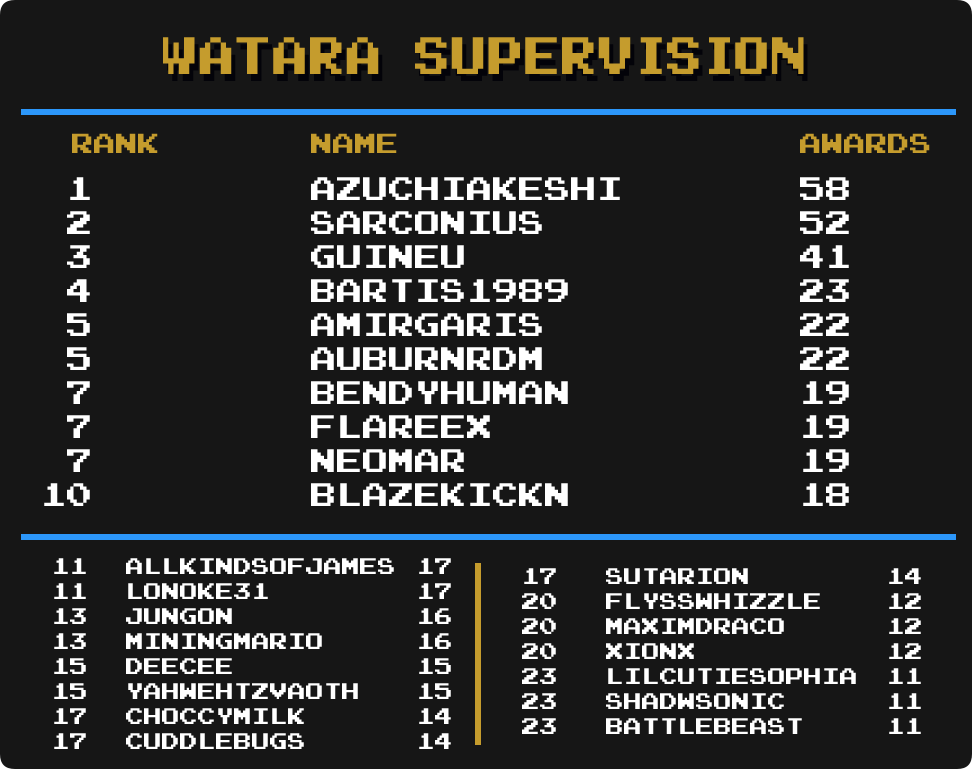 WATARA SUPERVISION
RANK NAME AWARDS
1 AZUCHIAKESHI 58
2 SARCONIUS 52
3 GUINEU 41
4 BARTIS1989 23
5 AMIRGARIS 22
5 AUBURNRDM 22
7 BENDYHUMAN 19
7 FLAREEX 19
7 NEOMAR 19
10 BLAZEKICKN 18
11 ALLKINDSOFJAMES 17
11 LONOKE31 17
13 JUNGON 16
13 MININGMARIO 16
15 DEECEE 15
15 YAHWEHTZVAOTH 15
17 CHOCCYMILK 14
17 CUDDLEBUGS 14
17 SUTARION 14
20 FLYSSWHIZZLE 12
20 MAXIMDRACO 12
20 XIONX 12
23 LILCUTIESOPHIA 11
23 SHADWSONIC 11
23 BATTLEBEAST 11